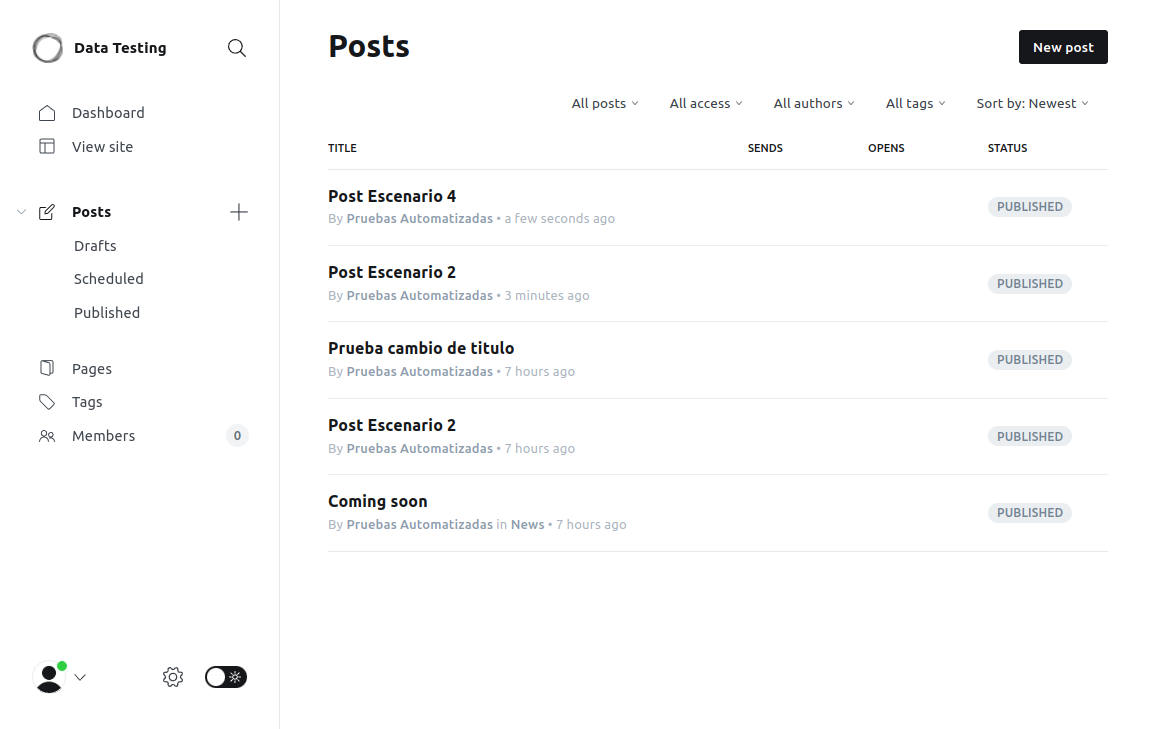 Data Testing
Dashboard
View site
Posts
Drafts
Scheduled
Published
Pages
Tags
Members 0
Posts
New post
All posts All access All authors All tags Sort by: Newest
TITLE SENDS OPENS STATUS
Post Escenario 4
By Pruebas Automatizadas • a few seconds ago
PUBLISHED
Post Escenario 2
By Pruebas Automatizadas • 3 minutes ago
PUBLISHED
Prueba cambio de titulo
By Pruebas Automatizadas • 7 hours ago
PUBLISHED
Post Escenario 2
By Pruebas Automatizadas • 7 hours ago
PUBLISHED
Coming soon
By Pruebas Automatizadas in News • 7 hours ago
PUBLISHED